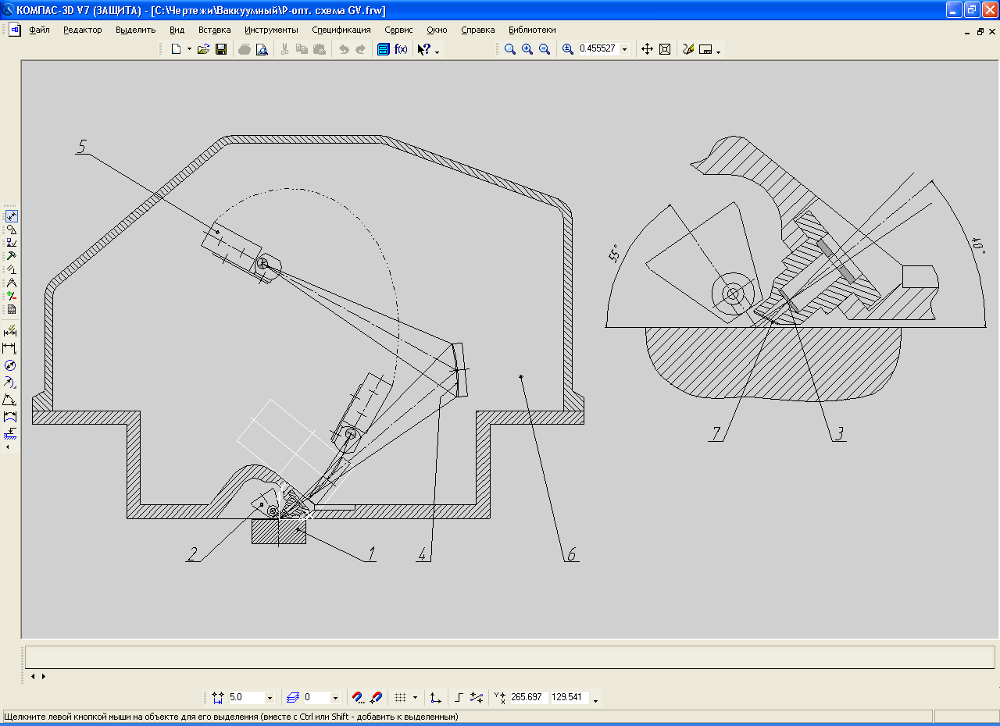 КОМПАС-3D V7 (ЗАЩИТА) - [C:\Чертежи\Ваккуумный\Р-опт. схема GV.frw]
Файл Редактор Выделить Вид Вставка Инструменты Спецификация Сервис Окно Справка Библиотеки
f(x) ? 0.455527
5
55°
40°
7 3
2 1 4 6
5.0 0 265.697 129.541
Щелкните левой кнопкой мыши на объекте для его выделения (вместе с Ctrl или Shift - добавить к выделенным)